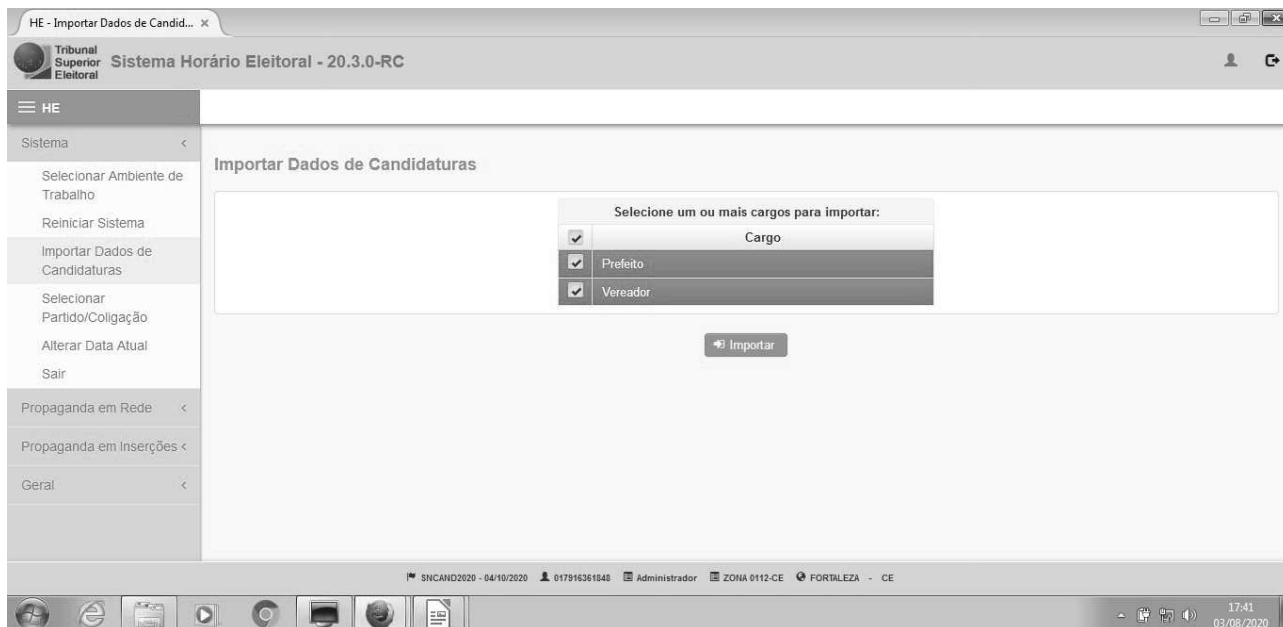 HE - Importar Dados de Candid... ×
Tribunal
Superior
Eleitoral
Sistema Horário Eleitoral - 20.3.0-RC
HE
Sistema <
Selecionar Ambiente de
Trabalho
Reiniciar Sistema
Importar Dados de
Candidaturas
Selecionar
Partido/Coligação
Alterar Data Atual
Sair
Propaganda em Rede <
Propaganda em Inserções <
Geral <
Importar Dados de Candidaturas
Selecione um ou mais cargos para importar:
Cargo
Prefeito
Vereador
Importar
SNCAND2020 - 04/10/2020 017916361848 Administrador ZONA 0112-CE FORTALEZA - CE
17:41
03/08/2020